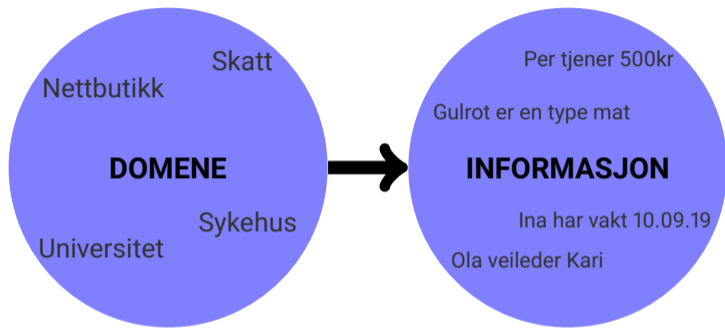 Skatt
Nettbutikk
DOMENE
Sykehus
Universitet
Per tjener 500kr
Gulrot er en type mat
INFORMASJON
Ina har vakt 10.09.19
Ola veileder Kari